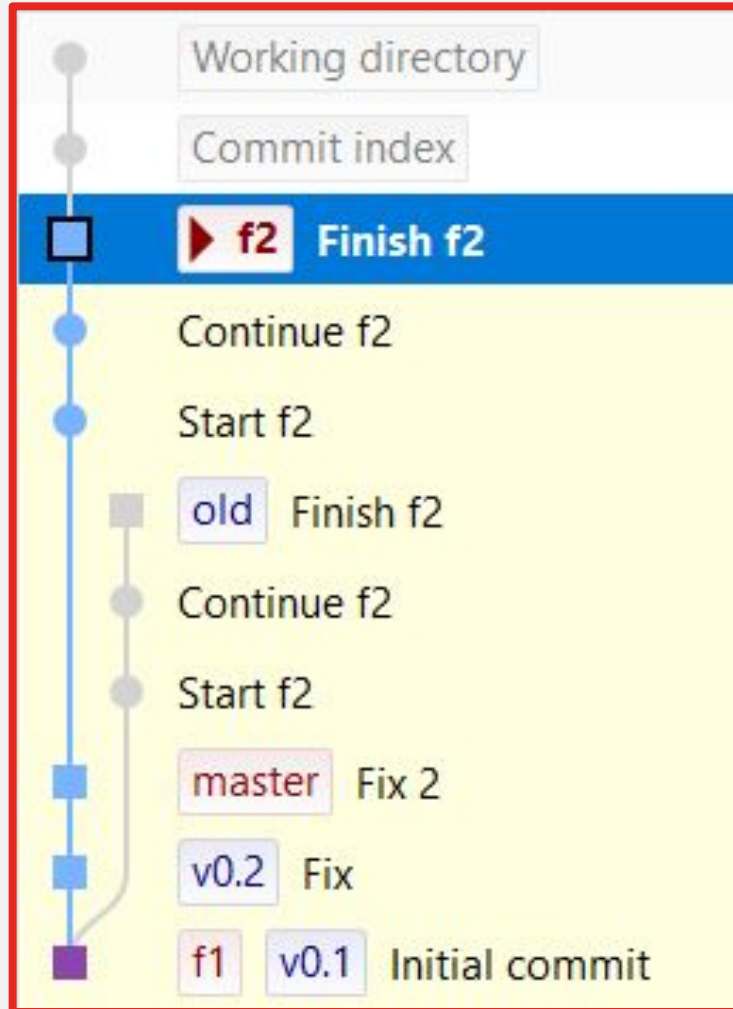 Working directory
Commit index
f2 Finish f2
Continue f2
Start f2
old Finish f2
Continue f2
Start f2
master Fix 2
v0.2 Fix
f1 v0.1 Initial commit